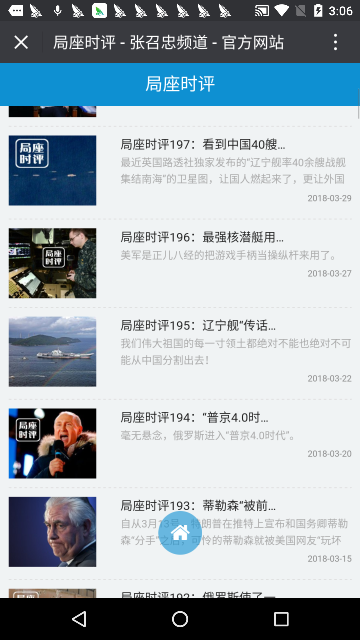 3:06
局座时评 - 张召忠频道 - 官方网站
局座时评
局座时评
局座时评197：看到中国40艘…
最近英国路透社独家发布的“辽宁舰率40余艘战舰
集结南海”的卫星图，让国人燃起来了，更让外国
2018-03-29
局座时评
局座时评196：最强核潜艇用…
美军是正儿八经的把游戏手柄当操纵杆来用了。
2018-03-27
局座时评195：辽宁舰“传话…
我们伟大祖国的每一寸领土都绝对不能也绝对不可
能从中国分割出去！
2018-03-22
局座时评
局座时评194：“普京4.0时…
毫无悬念，俄罗斯进入“普京4.0时代”。
2018-03-20
局座时评193：蒂勒森“被前…
自从3月13号，特朗普在推特上宣布和国务卿蒂勒
森“分手”之后，可怜的蒂勒森就被美国网友“玩坏
2018-03-15
局座时评192：俄罗斯使了一